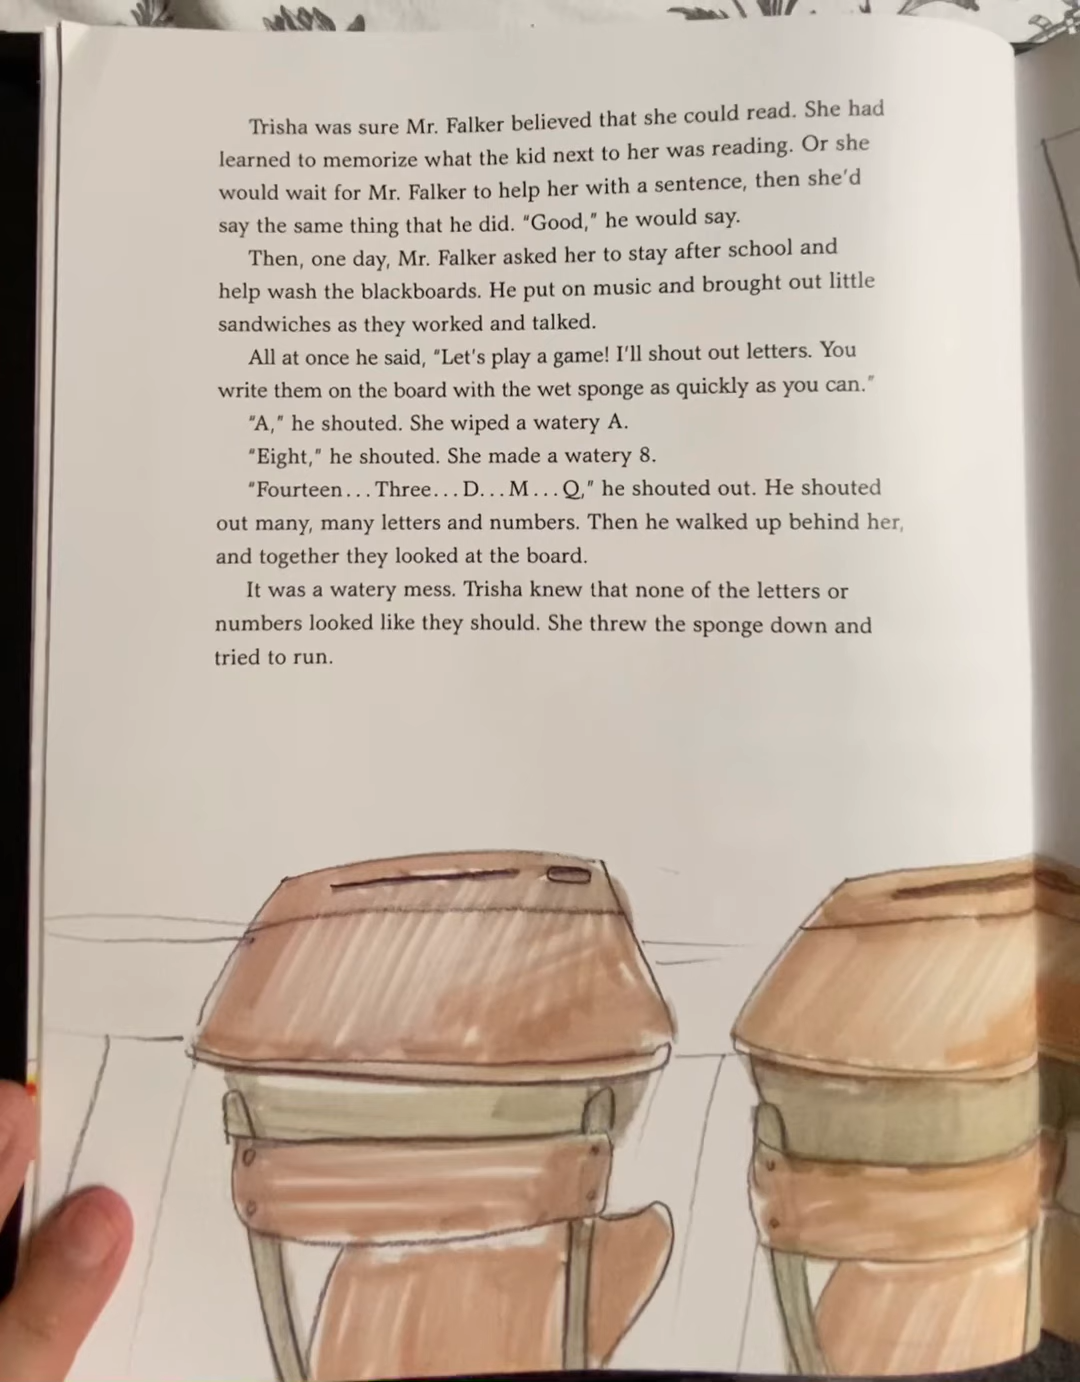 Trisha was sure Mr. Falker believed that she could read. She had
learned to memorize what the kid next to her was reading. Or she
would wait for Mr. Falker to help her with a sentence, then she'd
say the same thing that he did. "Good," he would say.
Then, one day, Mr. Falker asked her to stay after school and
help wash the blackboards. He put on music and brought out little
sandwiches as they worked and talked.
All at once he said, "Let's play a game! I'll shout out letters. You
write them on the board with the wet sponge as quickly as you can."
"A," he shouted. She wiped a watery A.
"Eight," he shouted. She made a watery 8.
"Fourteen...Three...D...M...Q," he shouted out. He shouted
out many, many letters and numbers. Then he walked up behind her,
and together they looked at the board.
It was a watery mess. Trisha knew that none of the letters or
numbers looked like they should. She threw the sponge down and
tried to run.